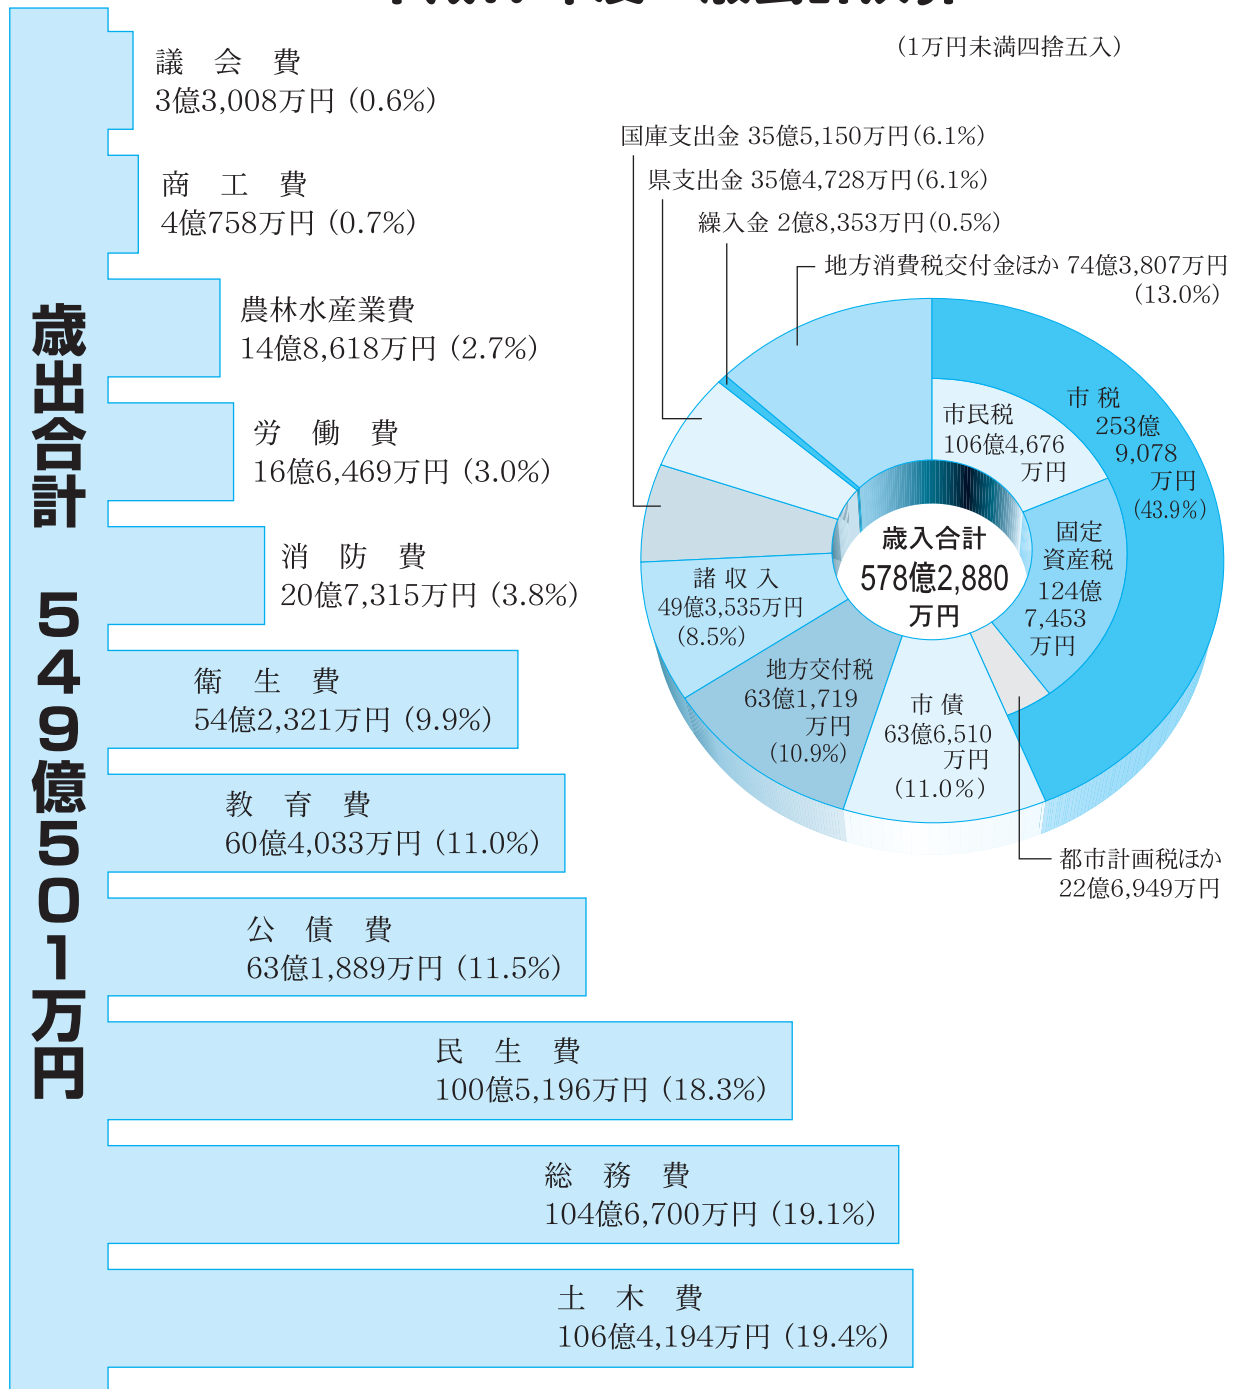 (1万円未満四捨五入)
歳出合計 549億501万円
議会費
3億3,008万円 (0.6%)
商工費
4億758万円 (0.7%)
農林水産業費
14億8,618万円 (2.7%)
労働費
16億6,469万円 (3.0%)
消防費
20億7,315万円 (3.8%)
衛生費
54億2,321万円 (9.9%)
教育費
60億4,033万円 (11.0%)
公債費
63億1,889万円 (11.5%)
民生費
100億5,196万円 (18.3%)
総務費
104億6,700万円 (19.1%)
土木費
106億4,194万円 (19.4%)
国庫支出金 35億5,150万円(6.1%)
県支出金 35億4,728万円(6.1%)
繰入金 2億8,353万円(0.5%)
地方消費税交付金ほか 74億3,807万円
(13.0%)
市税
253億
9,078
万円
(43.9%)
市民税
106億4,676
万円
固定
資産税
124億
7,453
万円
都市計画税ほか
22億6,949万円
市債
63億6,510
万円
(11.0%)
地方交付税
63億1,719
万円
(10.9%)
諸収入
49億3,535万円
(8.5%)
歳入合計
578億2,880
万円